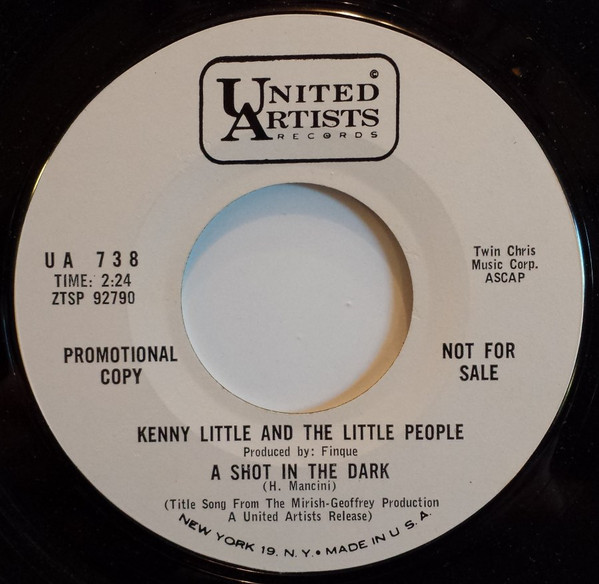 ©
UNITED
ARTISTS
RECORDS
UA 738
TIME: 2:24
ZTSP 92790
Twin Chris
Music Corp.
ASCAP
PROMOTIONAL
COPY
NOT FOR
SALE
KENNY LITTLE AND THE LITTLE PEOPLE
Produced by: Finque
A SHOT IN THE DARK
(H. Mancini)
(Title Song From The Mirish-Geoffrey Production
A United Artists Release)
NEW YORK 19, N.Y. • MADE IN U.S.A.